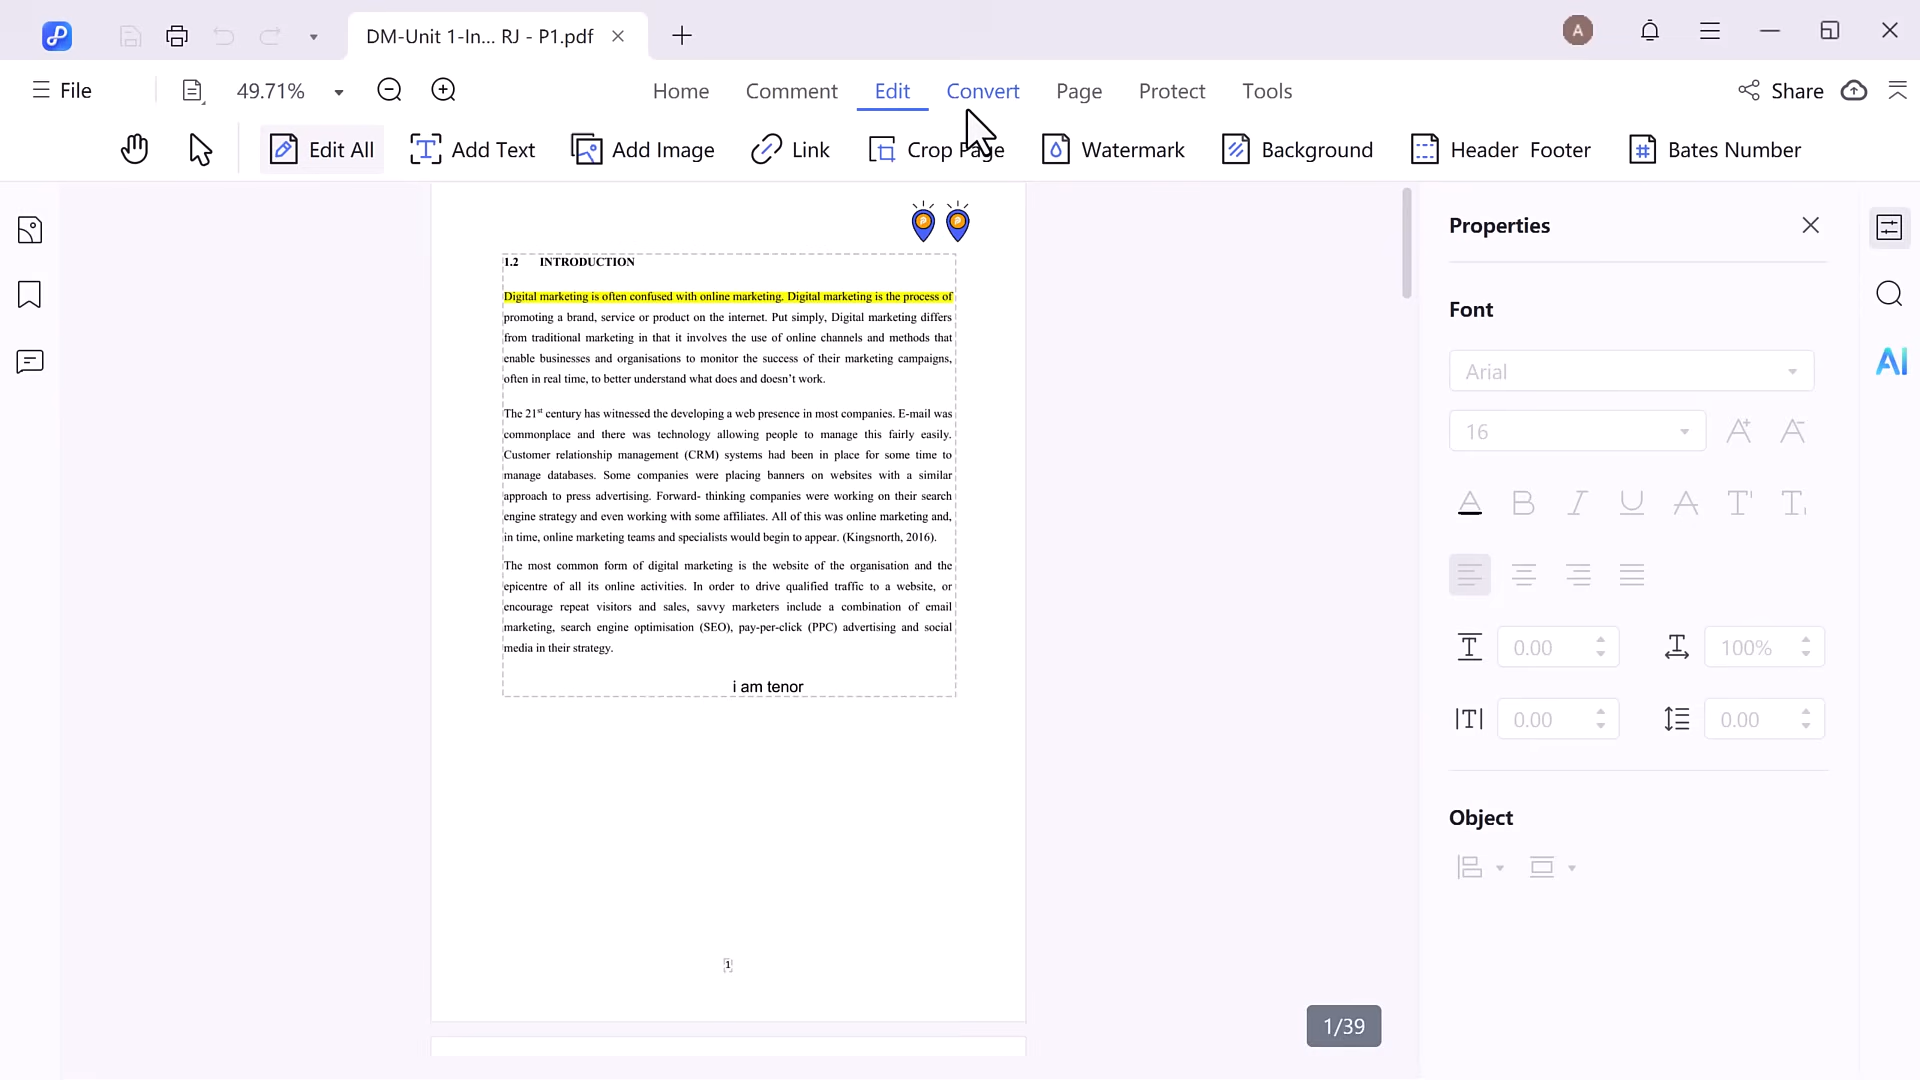 DM-Unit 1-In... RJ - P1.pdf
A
File
49.71%
Home
Comment
Edit
Convert
Page
Protect
Tools
Share
Edit All
Add Text
Add Image
Link
Crop Page
Watermark
Background
Header Footer
Bates Number
1.2 INTRODUCTION
Digital marketing is often confused with online marketing. Digital marketing is the process of
promoting a brand, service or product on the internet. Put simply, Digital marketing differs
from traditional marketing in that it involves the use of online channels and methods that
enable businesses and organisations to monitor the success of their marketing campaigns,
often in real time, to better understand what does and doesn’t work.
The 21st century has witnessed the developing a web presence in most companies. E-mail was
commonplace and there was technology allowing people to manage this fairly easily.
Customer relationship management (CRM) systems had been in place for some time to
manage databases. Some companies were placing banners on websites with a similar
approach to press advertising. Forward- thinking companies were working on their search
engine strategy and even working with some affiliates. All of this was online marketing and,
in time, online marketing teams and specialists would begin to appear. (Kingsnorth, 2016).
The most common form of digital marketing is the website of the organisation and the
epicentre of all its online activities. In order to drive qualified traffic to a website, or
encourage repeat visitors and sales, savvy marketers include a combination of email
marketing, search engine optimisation (SEO), pay-per-click (PPC) advertising and social
media in their strategy.
i am tenor
1
1/39
Properties
Font
Arial
16
0.00
100%
0.00
0.00
Object
AI